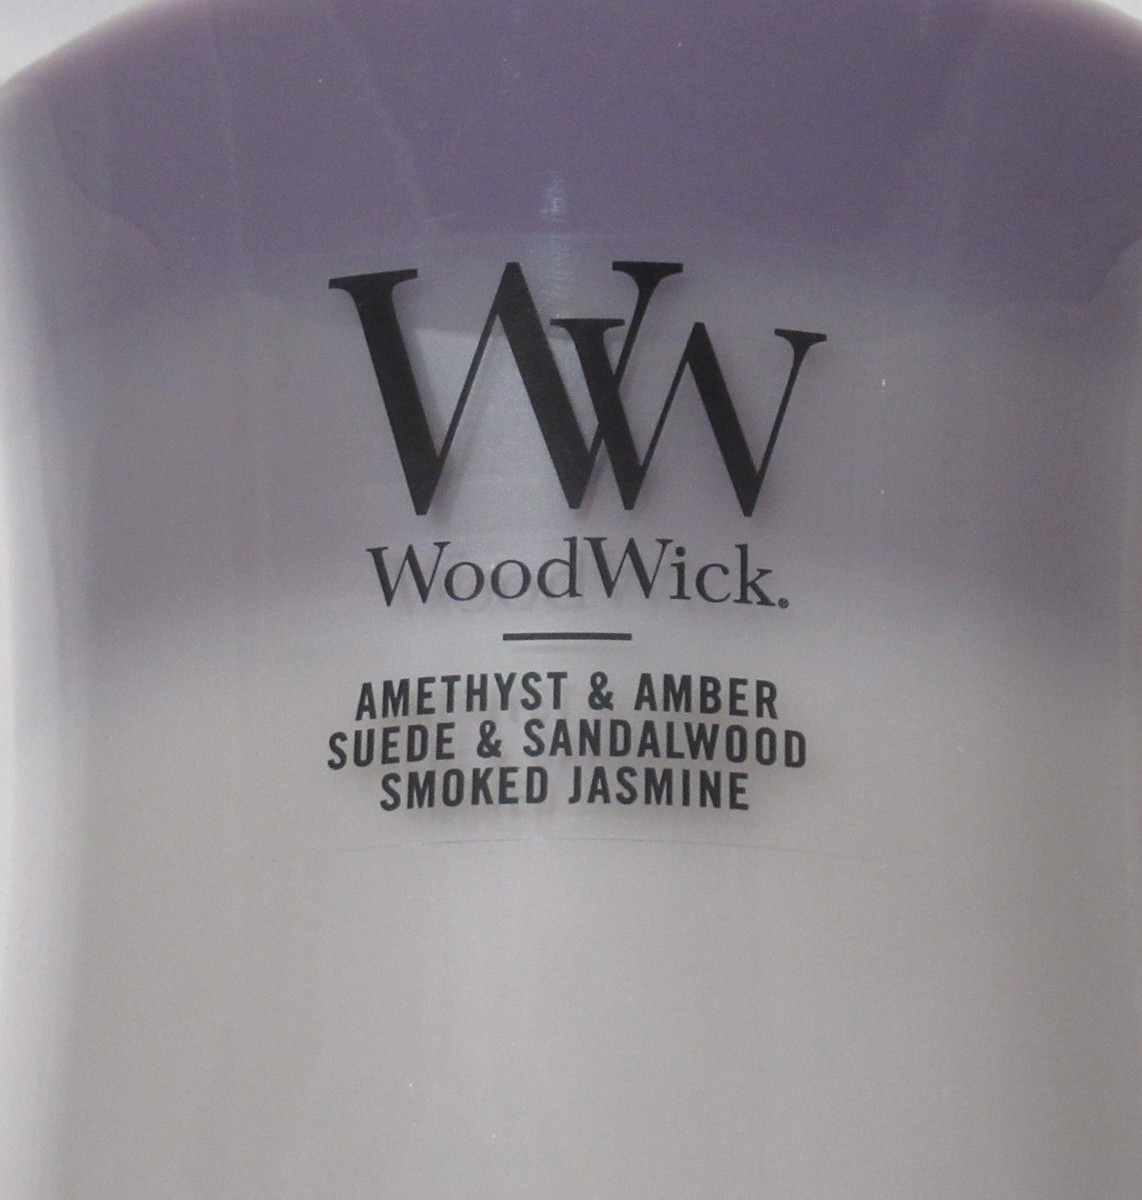 WW
WoodWick®
AMETHYST & AMBER
SUEDE & SANDALWOOD
SMOKED JASMINE